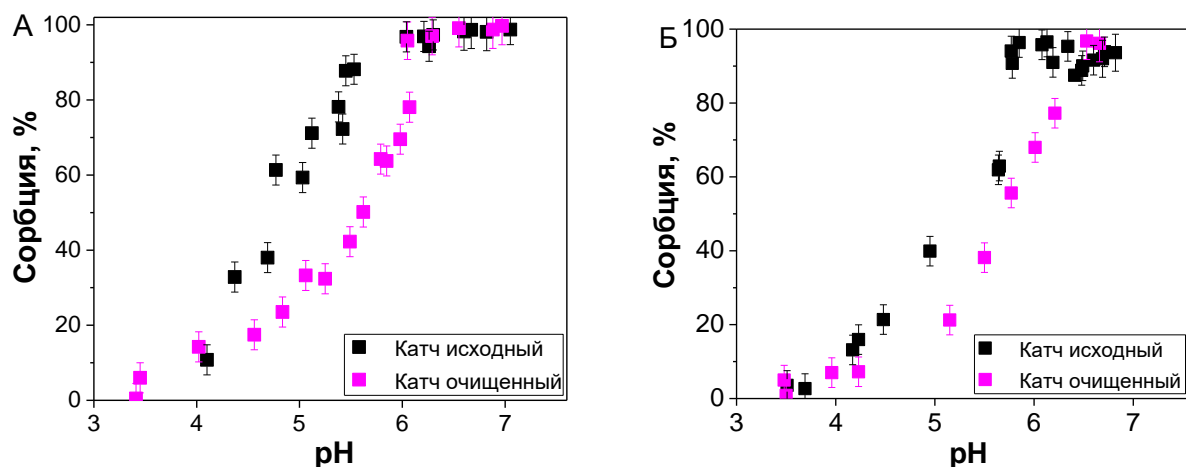 А
Сорбция, %
100
80
60
40
20
0
3
4
5
6
7
pH
Катч исходный
Катч очищенный
Б
Сорбция, %
100
80
60
40
20
0
3
4
5
6
7
pH
Катч исходный
Катч очищенный